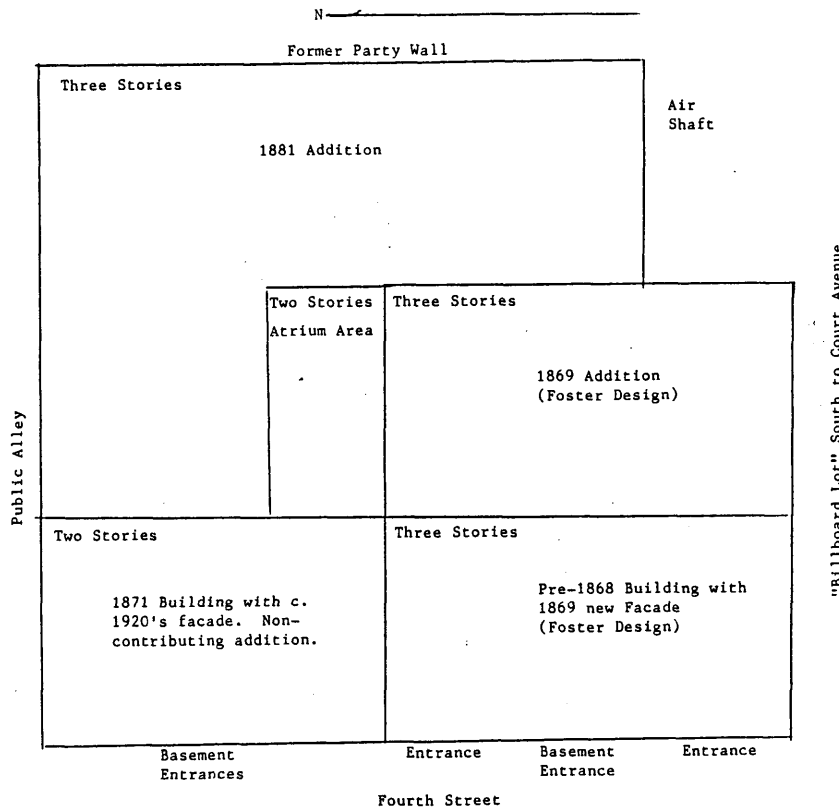 N
Former Party Wall
Three Stories
Air
Shaft
1881 Addition
Two Stories
Atrium Area
Three Stories
1869 Addition
(Foster Design)
"Billboard Lot" South to Court Avenue
Public Alley
Two Stories
1871 Building with c.
1920's facade. Non-
contributing addition.
Three Stories
Pre-1868 Building with
1869 new Facade
(Foster Design)
Basement
Entrances
Entrance
Basement
Entrance
Entrance
Fourth Street